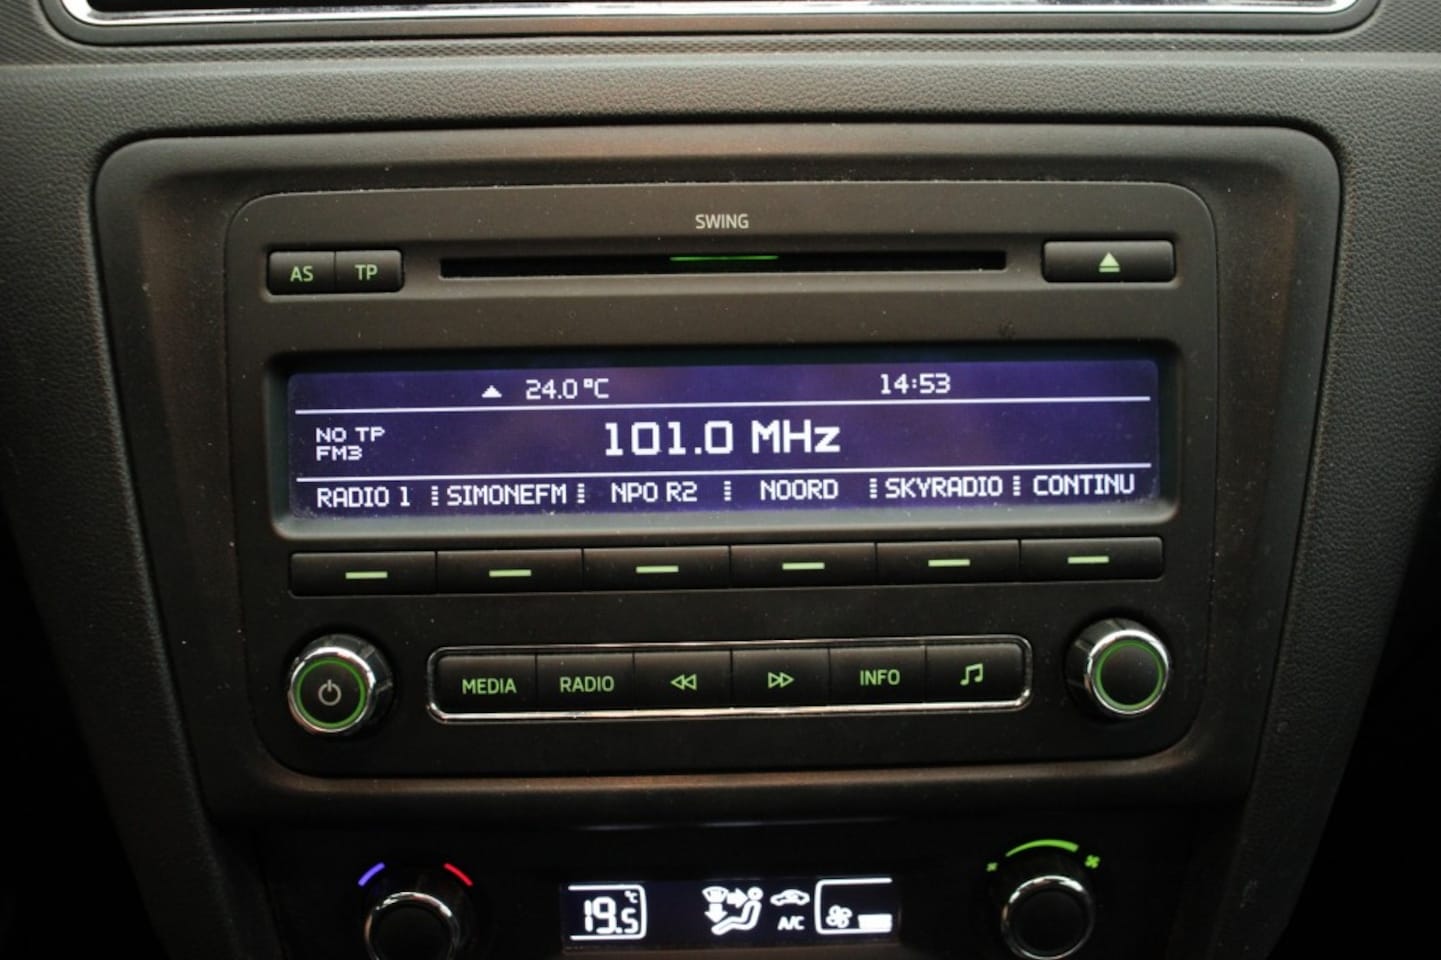 SWING
AS TP
24.0°C 14:53
NO TP
FM3
101.0 MHz
RADIO 1 SIMONEFM NPO R2 NOORD SKYRADIO CONTINU
MEDIA RADIO INFO
19.5 °C
A/C